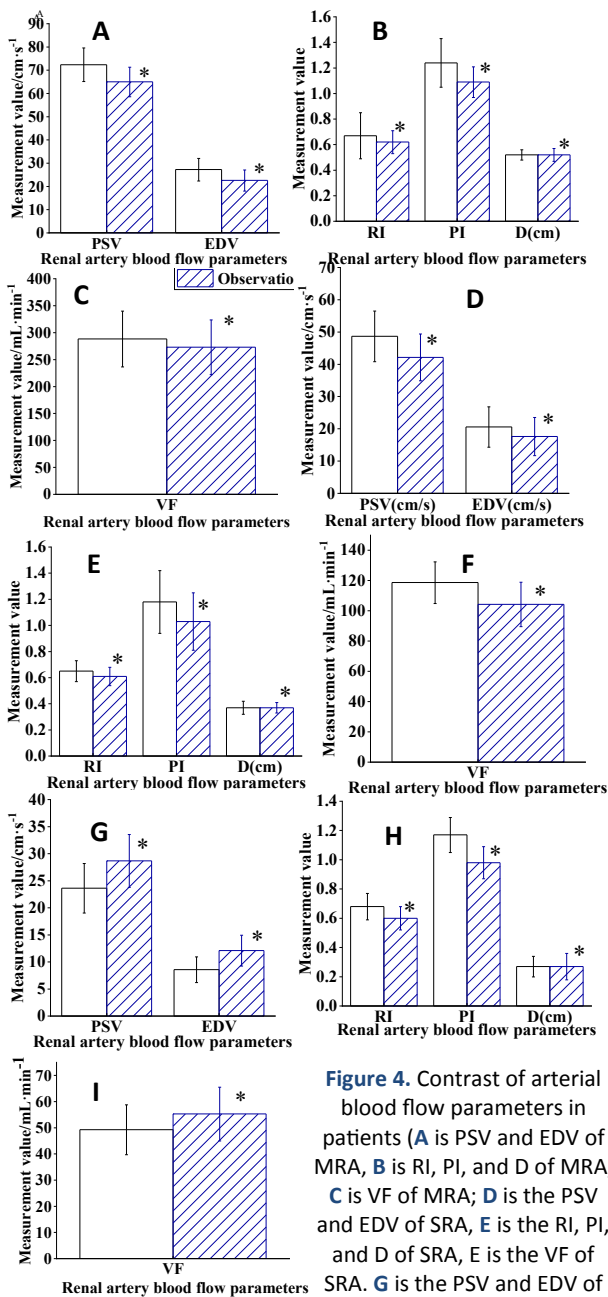 A
Measurement value/cm·s⁻¹
90
80
70
60
50
40
30
20
10
0
*
*
PSV EDV
Renal artery blood flow parameters
B
Measurement value
1.6
1.4
1.2
1.0
0.8
0.6
0.4
0.2
0.0
*
*
*
RI PI D(cm)
Renal artery blood flow parameters
Observatio
C
Measurement value/mL·min⁻¹
400
350
300
250
200
150
100
50
0
*
VF
Renal artery blood flow parameters
D
Measurement value/cm·s⁻¹
60
50
40
30
20
10
0
*
*
PSV(cm/s) EDV(cm/s)
Renal artery blood flow parameters
E
Measurement value
1.6
1.4
1.2
1.0
0.8
0.6
0.4
0.2
0.0
*
*
*
RI PI D(cm)
Renal artery blood flow parameters
F
Measurement value/mL·min⁻¹
140
120
100
80
60
40
20
0
*
VF
Renal artery blood flow parameters
G
Measurement value/cm·s⁻¹
40
35
30
25
20
15
10
5
0
*
*
PSV EDV
Renal artery blood flow parameters
H
Measurement value
1.4
1.2
1.0
0.8
0.6
0.4
0.2
0.0
*
*
*
RI PI D(cm)
Renal artery blood flow parameters
I
Measurement value/mL·min⁻¹
80
70
60
50
40
30
20
10
0
*
VF
Renal artery blood flow parameters
Figure 4. Contrast of arterial
blood flow parameters in
patients (A is PSV and EDV of
MRA, B is RI, PI, and D of MRA
C is VF of MRA; D is the PSV
and EDV of SRA, E is the RI, PI,
and D of SRA, E is the VF of
SRA. G is the PSV and EDV of